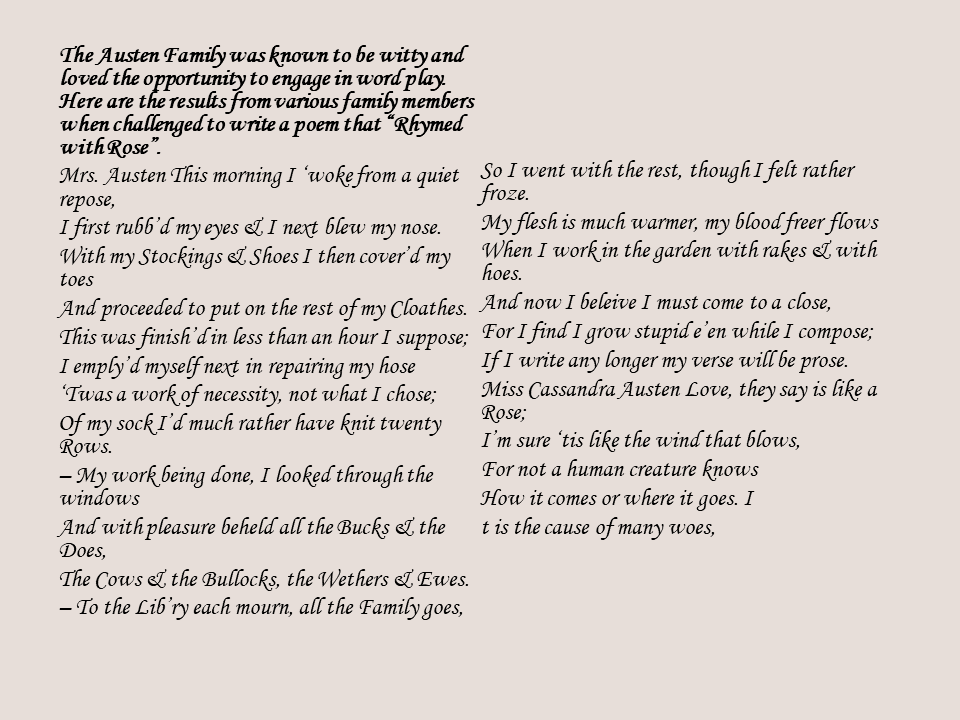 The Austen Family was known to be witty and
loved the opportunity to engage in word play.
Here are the results from various family members
when challenged to write a poem that “Rhymed
with Rose”.
Mrs. Austen This morning I ‘woke from a quiet
repose,
I first rubb’d my eyes & I next blew my nose.
With my Stockings & Shoes I then cover’d my
toes
And proceeded to put on the rest of my Cloathes.
This was finish’d in less than an hour I suppose;
I emply’d myself next in repairing my hose
‘Twas a work of necessity, not what I chose;
Of my sock I’d much rather have knit twenty
Rows.
– My work being done, I looked through the
windows
And with pleasure beheld all the Bucks & the
Does,
The Cows & the Bullocks, the Wethers & Ewes.
– To the Lib’ry each mourn, all the Family goes,
So I went with the rest, though I felt rather
froze.
My flesh is much warmer, my blood freer flows
When I work in the garden with rakes & with
hoes.
And now I beleive I must come to a close,
For I find I grow stupid e’en while I compose;
If I write any longer my verse will be prose.
Miss Cassandra Austen Love, they say is like a
Rose;
I’m sure ‘tis like the wind that blows,
For not a human creature knows
How it comes or where it goes. I
t is the cause of many woes,